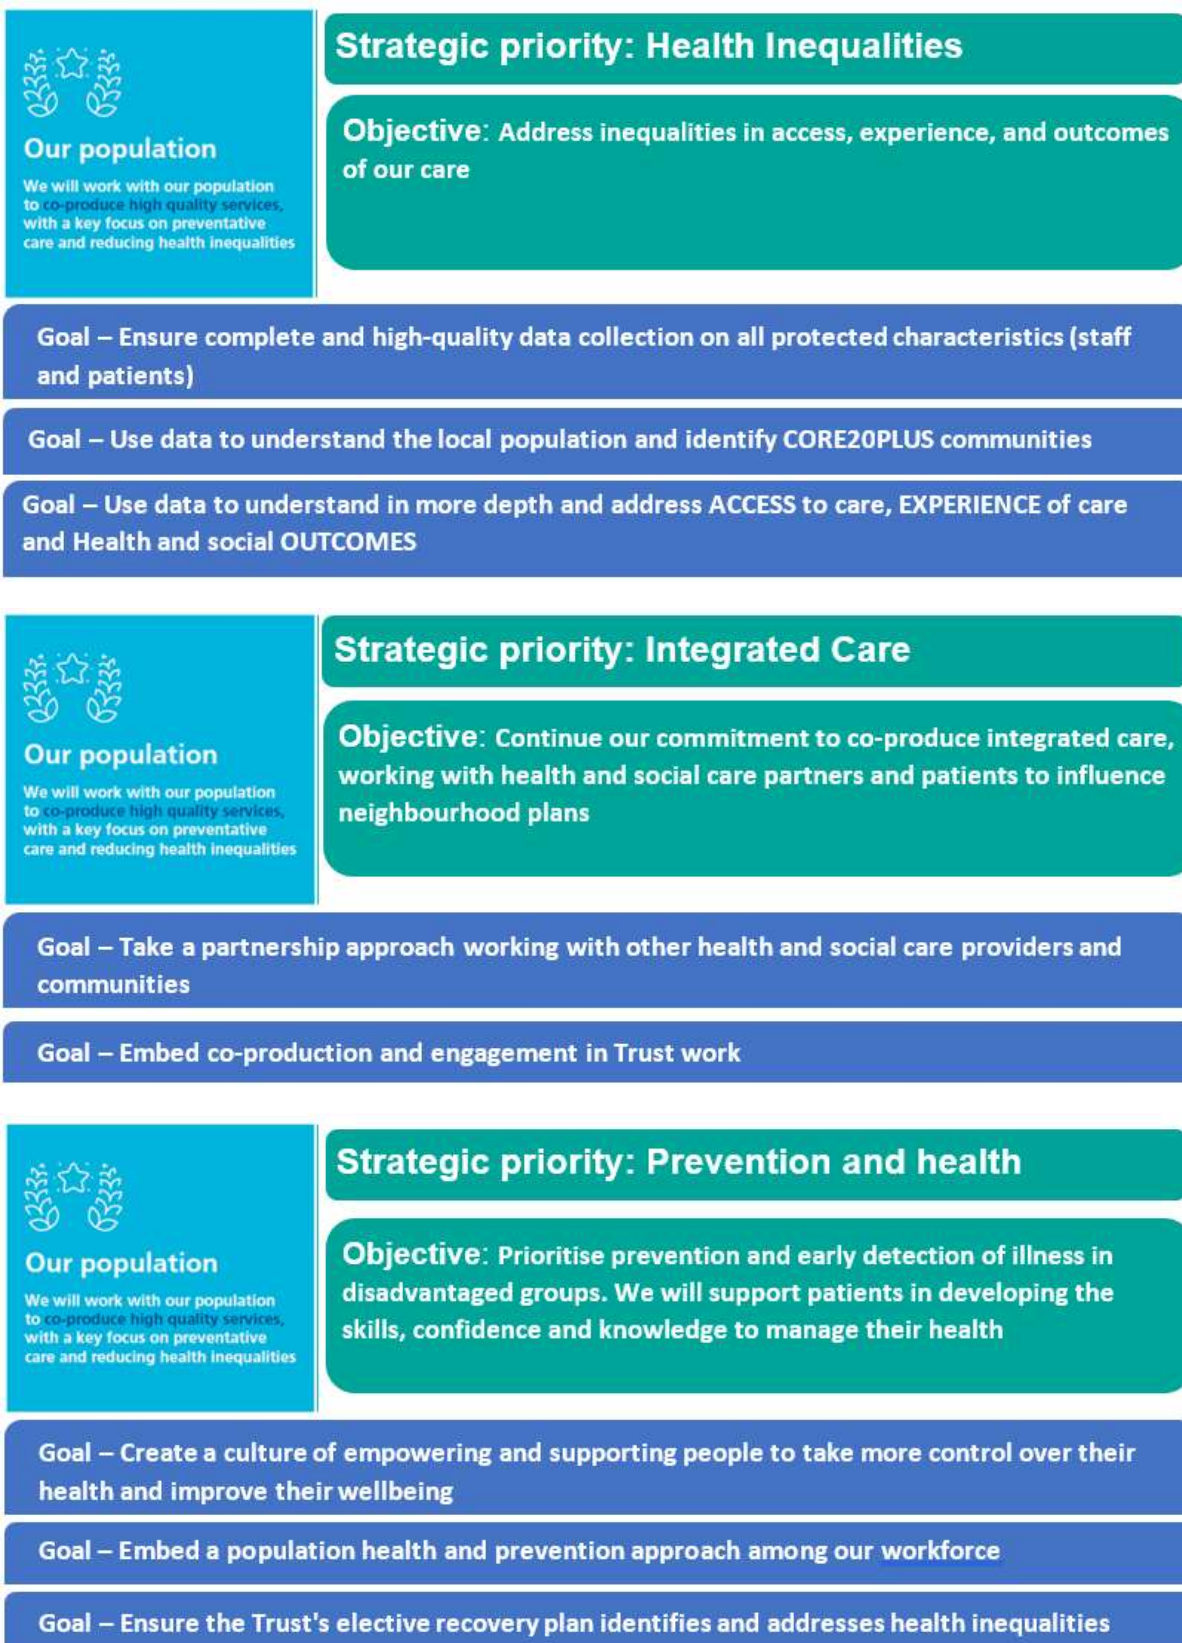 Our population
We will work with our population
to co-produce high quality services,
with a key focus on preventative
care and reducing health inequalities
Strategic priority: Health Inequalities
Objective: Address inequalities in access, experience, and outcomes
of our care
Goal – Ensure complete and high-quality data collection on all protected characteristics (staff
and patients)
Goal – Use data to understand the local population and identify CORE20PLUS communities
Goal – Use data to understand in more depth and address ACCESS to care, EXPERIENCE of care
and Health and social OUTCOMES
Our population
We will work with our population
to co-produce high quality services,
with a key focus on preventative
care and reducing health inequalities
Strategic priority: Integrated Care
Objective: Continue our commitment to co-produce integrated care,
working with health and social care partners and patients to influence
neighbourhood plans
Goal – Take a partnership approach working with other health and social care providers and
communities
Goal – Embed co-production and engagement in Trust work
Our population
We will work with our population
to co-produce high quality services,
with a key focus on preventative
care and reducing health inequalities
Strategic priority: Prevention and health
Objective: Prioritise prevention and early detection of illness in
disadvantaged groups. We will support patients in developing the
skills, confidence and knowledge to manage their health
Goal – Create a culture of empowering and supporting people to take more control over their
health and improve their wellbeing
Goal – Embed a population health and prevention approach among our workforce
Goal – Ensure the Trust's elective recovery plan identifies and addresses health inequalities